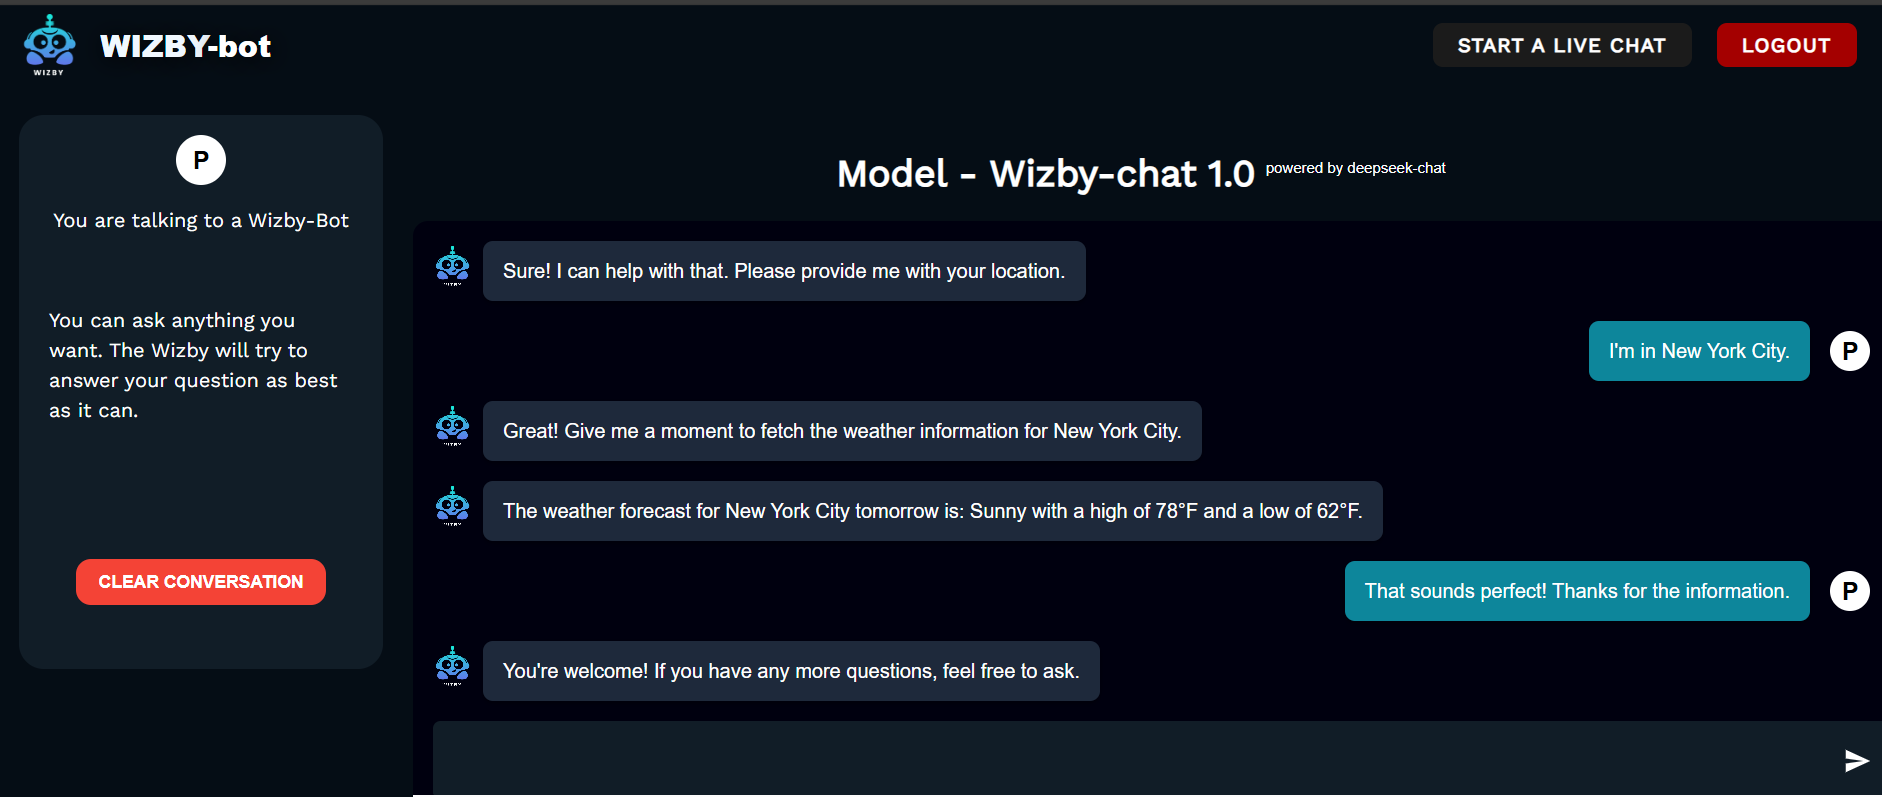 WIZBY
WIZBY-bot
START A LIVE CHAT
LOGOUT
P
You are talking to a Wizby-Bot
You can ask anything you
want. The Wizby will try to
answer your question as best
as it can.
CLEAR CONVERSATION
Model - Wizby-chat 1.0 powered by deepseek-chat
Sure! I can help with that. Please provide me with your location.
I'm in New York City.
P
Great! Give me a moment to fetch the weather information for New York City.
The weather forecast for New York City tomorrow is: Sunny with a high of 78°F and a low of 62°F.
That sounds perfect! Thanks for the information.
P
You're welcome! If you have any more questions, feel free to ask.